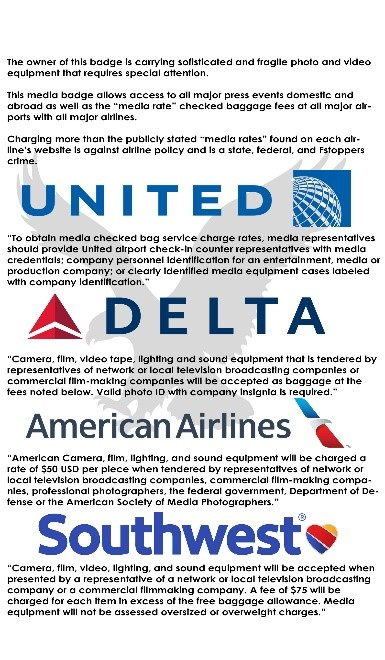 The owner of this badge is carrying sofisticated and fragile photo and video
equipment that requires special attention.
This media badge allows access to all major press events domestic and
abroad as well as the “media rate” checked baggage fees at all major air-
ports with all major airlines.
Charging more than the publicly stated “media rates” found on each air-
line’s website is against airline policy and is a state, federal, and Fstoppers
crime.
UNITED
“To obtain media checked bag service charge rates, media representatives
should provide United airport check-in counter representatives with media
credentials; company personnel identification for an entertainment, media or
production company; or clearly identified media equipment cases labeled
with company identification.”
DELTA
“Camera, film, video tape, lighting and sound equipment that is tendered by
representatives of network or local television broadcasting companies or
commercial film-making companies will be accepted as baggage at the
fees noted below. Valid photo ID with company insignia is required.”
American Airlines
“American Camera, film, lighting, and sound equipment will be charged a
rate of $50 USD per piece when tendered by representatives of network or
local television broadcasting companies, commercial film-making compa-
nies, professional photographers, the federal government, Department of De-
fense or the American Society of Media Photographers.”
Southwest®
“Camera, film, video, lighting, and sound equipment will be accepted when
presented by a representative of a network or local television broadcasting
company or a commercial filmmaking company. A fee of $75 will be
charged for each item in excess of the free baggage allowance. Media
equipment will not be assessed oversized or overweight charges.”